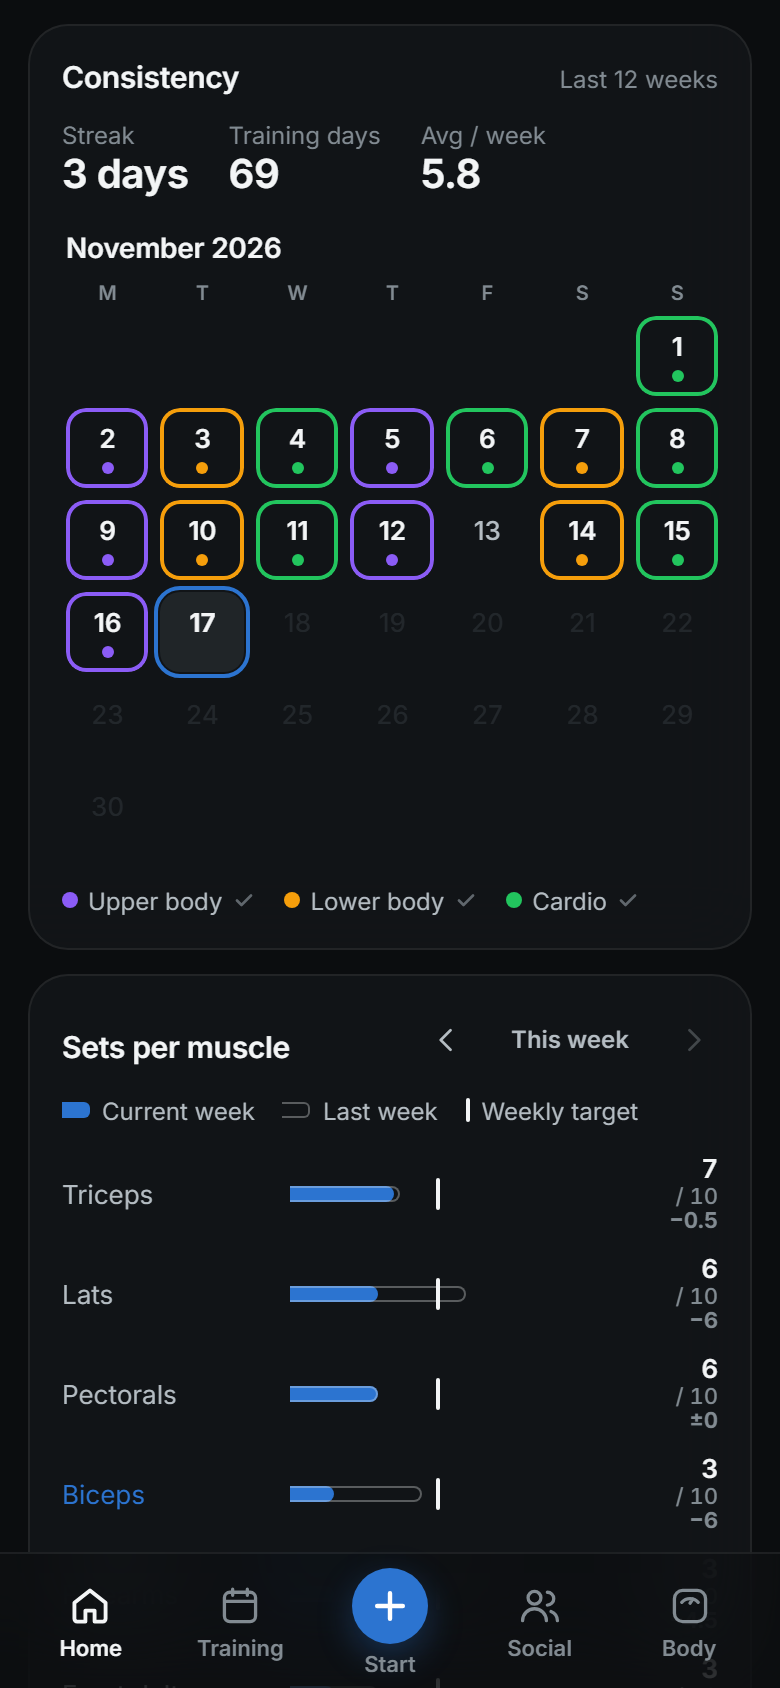 Consistency
Last 12 weeks
Streak Training days Avg / week
3 days 69 5.8
November 2026
M T W T F S S
1
2 3 4 5 6 7 8
9 10 11 12 13 14 15
16 17 18 19 20 21 22
23 24 25 26 27 28 29
30
Upper body Lower body Cardio
Sets per muscle
This week
Current week Last week Weekly target
Triceps
7
/ 10
−0.5
Lats
6
/ 10
−6
Pectorals
6
/ 10
±0
Biceps
3
/ 10
−6
3
Home Training Start Social Body
3